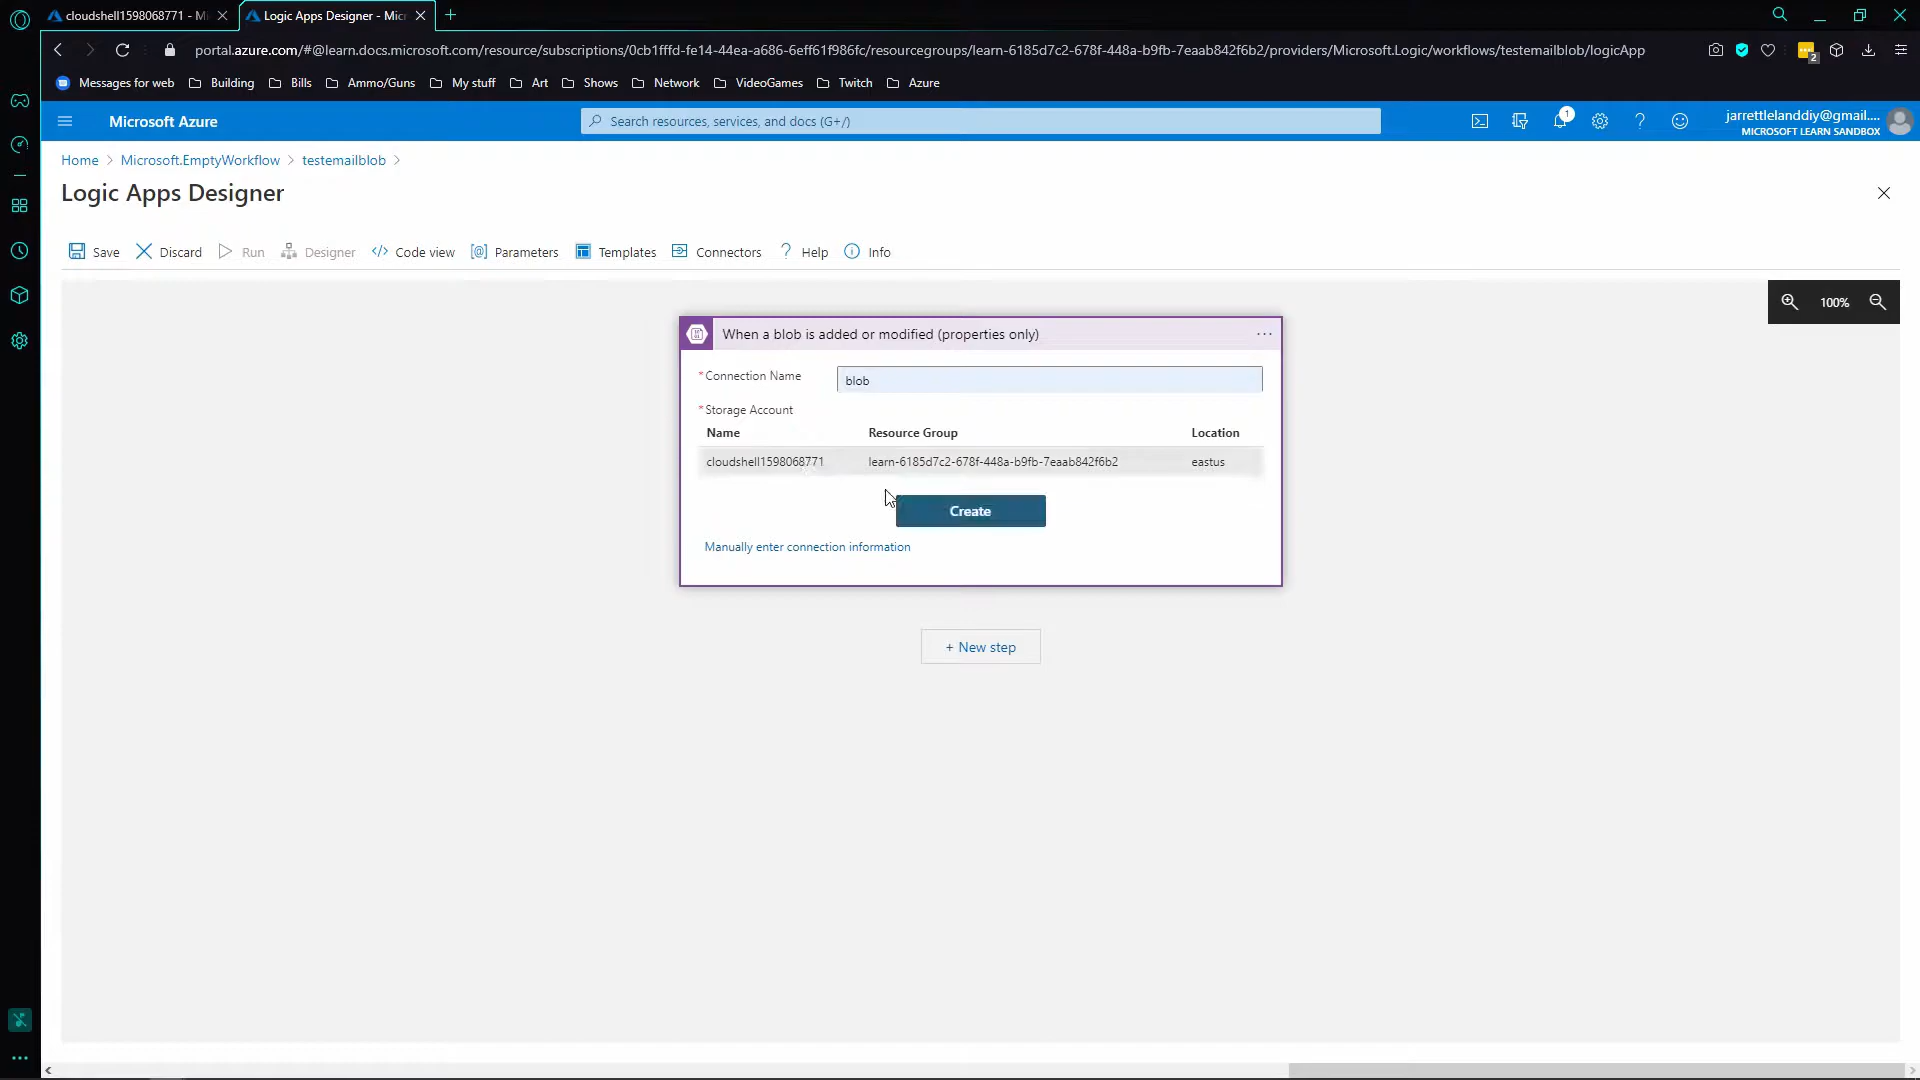 cloudshell1598068771 - Mi
Logic Apps Designer - Micr
portal.azure.com/#@learn.docs.microsoft.com/resource/subscriptions/0cb1fffd-fe14-44ea-a686-6eff61f986fc/resourcegroups/learn-6185d7c2-678f-448a-b9fb-7eaab842f6b2/providers/Microsoft.Logic/workflows/testemailblob/logicApp
2
Messages for web Building Bills Ammo/Guns My stuff Art Shows Network VideoGames Twitch Azure
Microsoft Azure
Search resources, services, and docs (G+/)
1
jarrettlelanddiy@gmail....
MICROSOFT LEARN SANDBOX
Home > Microsoft.EmptyWorkflow > testemailblob >
Logic Apps Designer
Save Discard Run Designer Code view Parameters Templates Connectors Help Info
100%
When a blob is added or modified (properties only)
* Connection Name
blob
* Storage Account
Name Resource Group Location
cloudshell1598068771 learn-6185d7c2-678f-448a-b9fb-7eaab842f6b2 eastus
Create
Manually enter connection information
+ New step